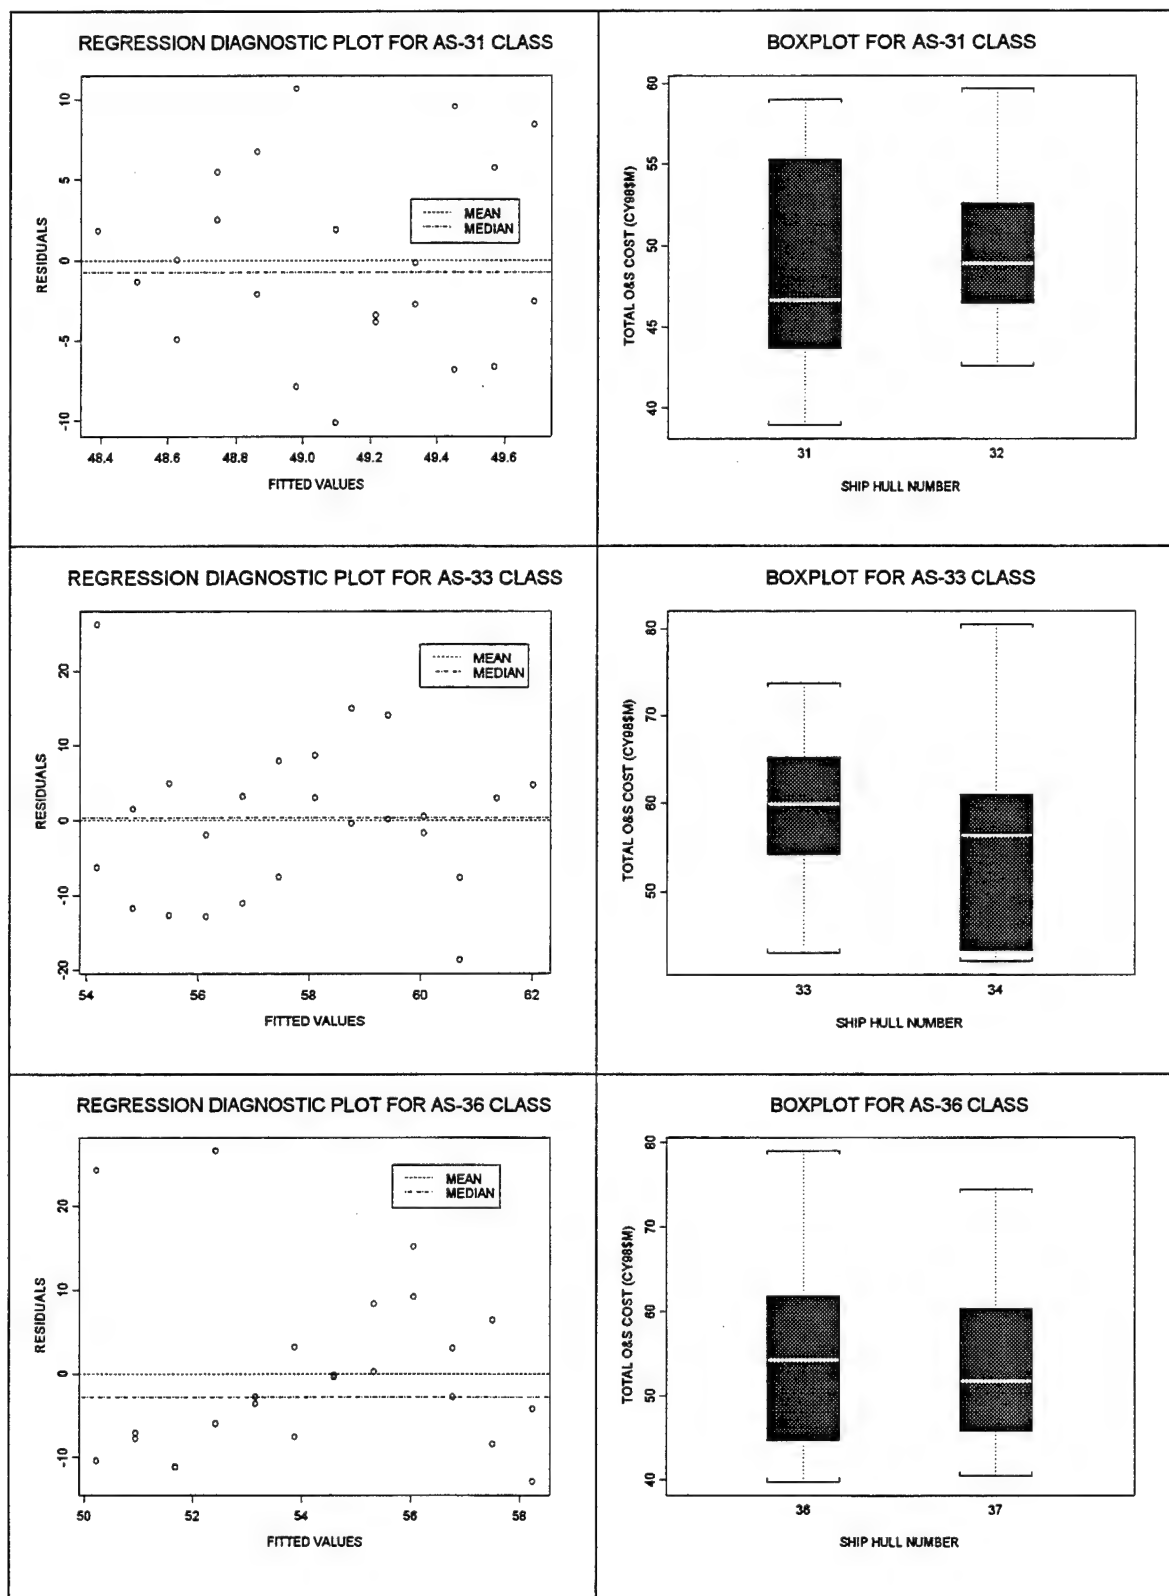 REGRESSION DIAGNOSTIC PLOT FOR AS-31 CLASS
10
5
0
-5
-10
RESIDUALS
MEAN
MEDIAN
48.4 48.6 48.8 49.0 49.2 49.4 49.6
FITTED VALUES
BOXPLOT FOR AS-31 CLASS
60
55
50
45
40
TOTAL O&S COST (CY98$M)
31 32
SHIP HULL NUMBER
REGRESSION DIAGNOSTIC PLOT FOR AS-33 CLASS
20
10
0
-10
-20
RESIDUALS
MEAN
MEDIAN
54 56 58 60 62
FITTED VALUES
BOXPLOT FOR AS-33 CLASS
80
70
60
50
TOTAL O&S COST (CY98$M)
33 34
SHIP HULL NUMBER
REGRESSION DIAGNOSTIC PLOT FOR AS-36 CLASS
20
10
0
-10
RESIDUALS
MEAN
MEDIAN
50 52 54 56 58
FITTED VALUES
BOXPLOT FOR AS-36 CLASS
80
70
60
50
40
TOTAL O&S COST (CY98$M)
36 37
SHIP HULL NUMBER